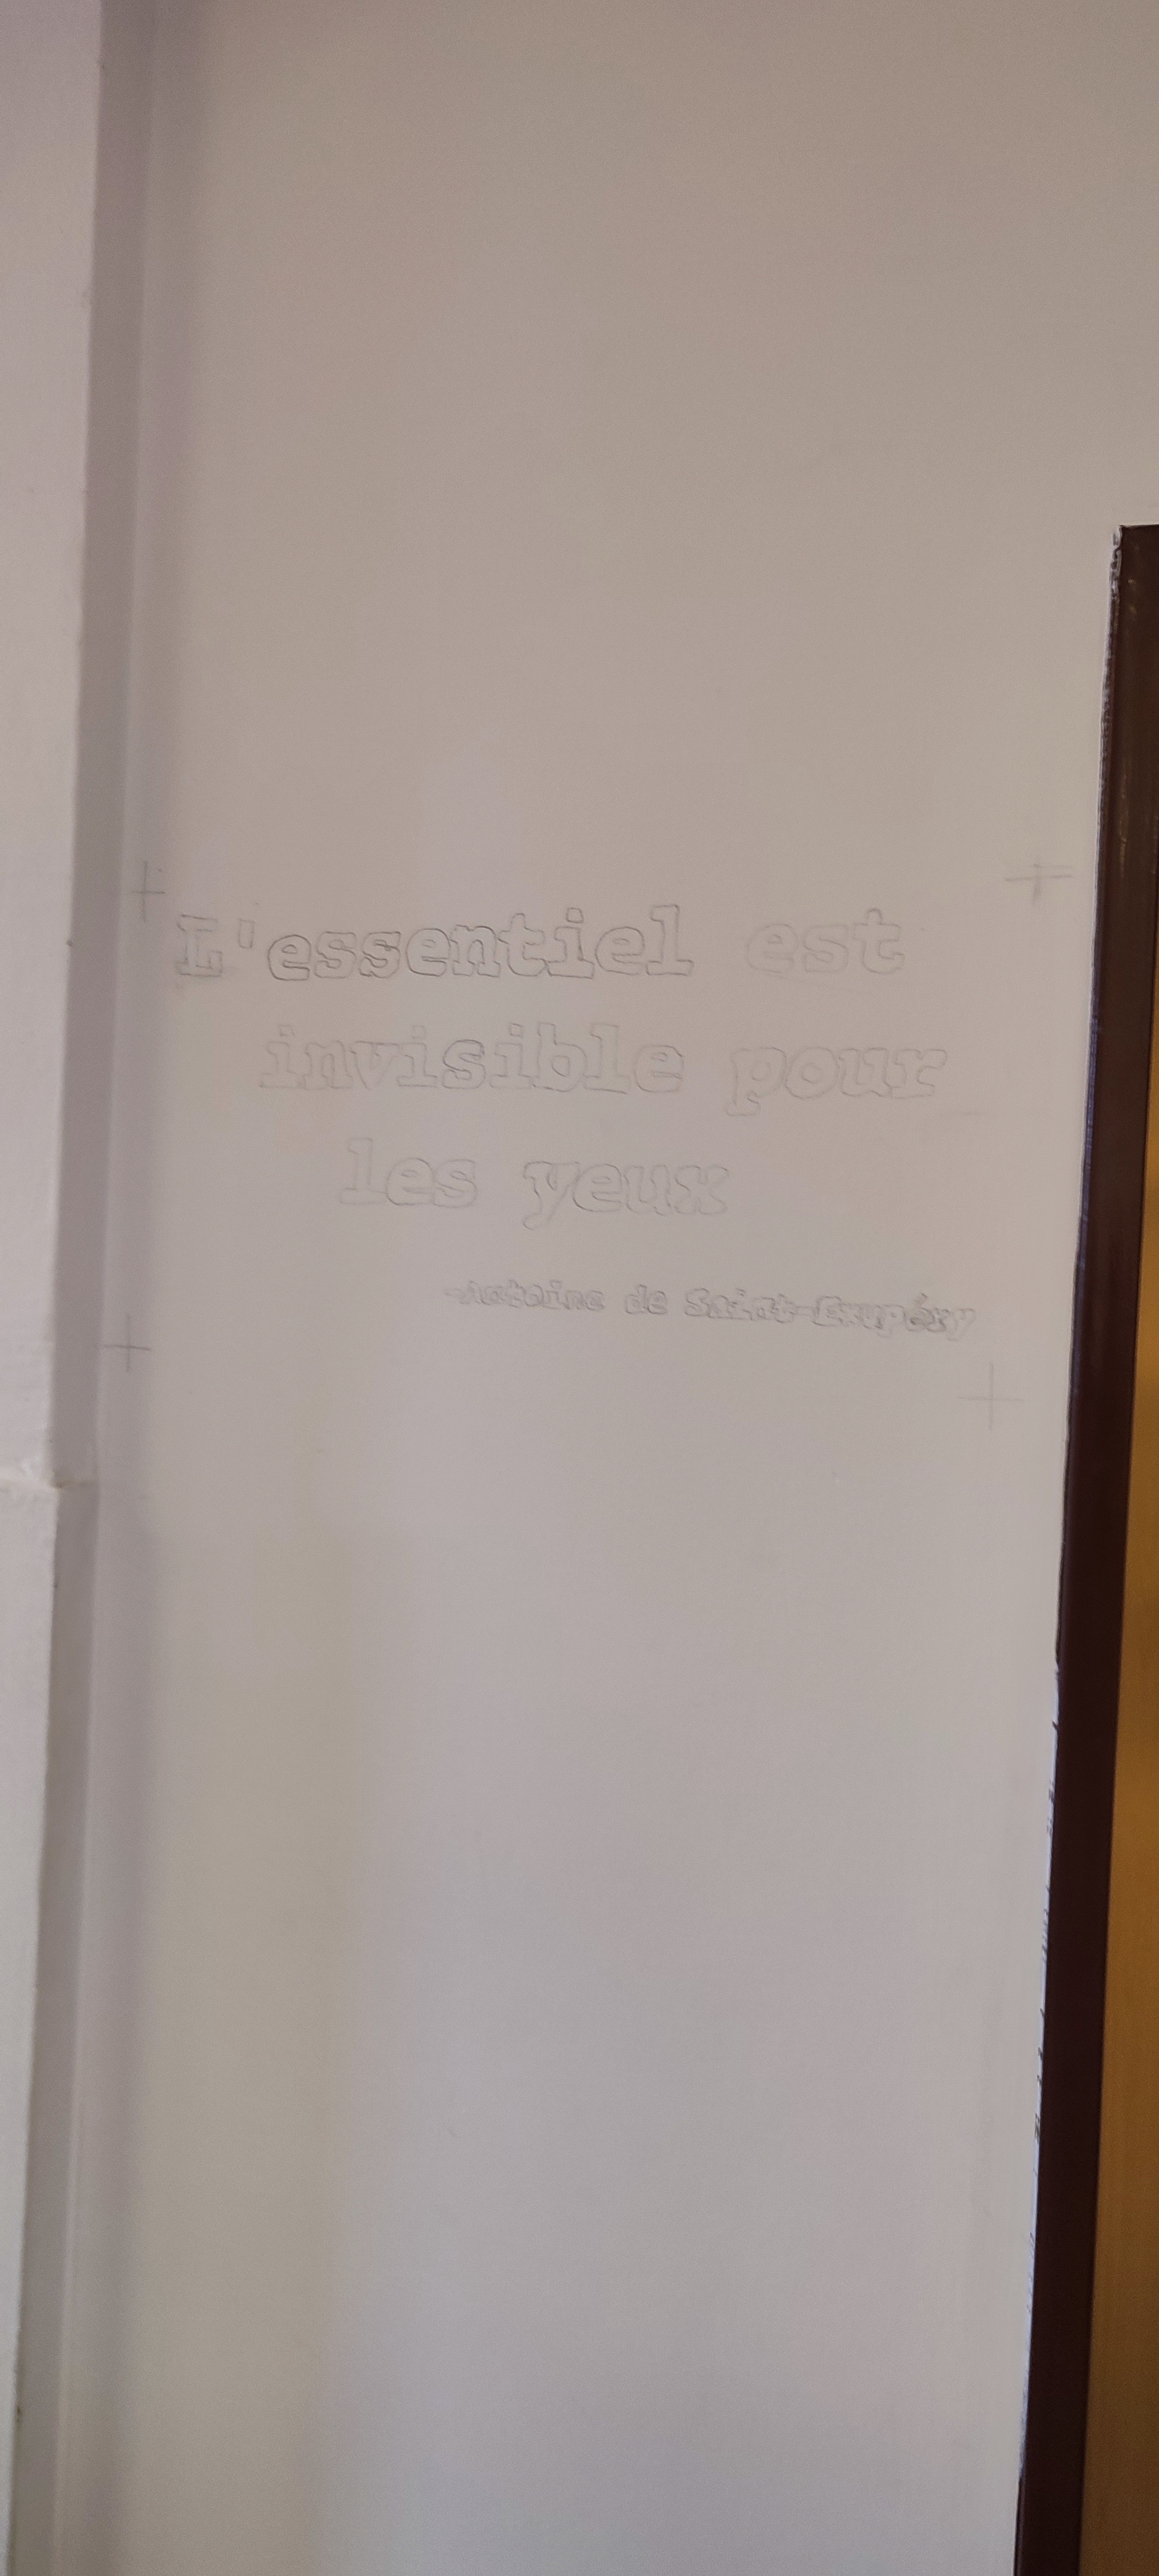 L'essentiel est
invisible pour
les yeux
-Antoine de Saint-Exupéry